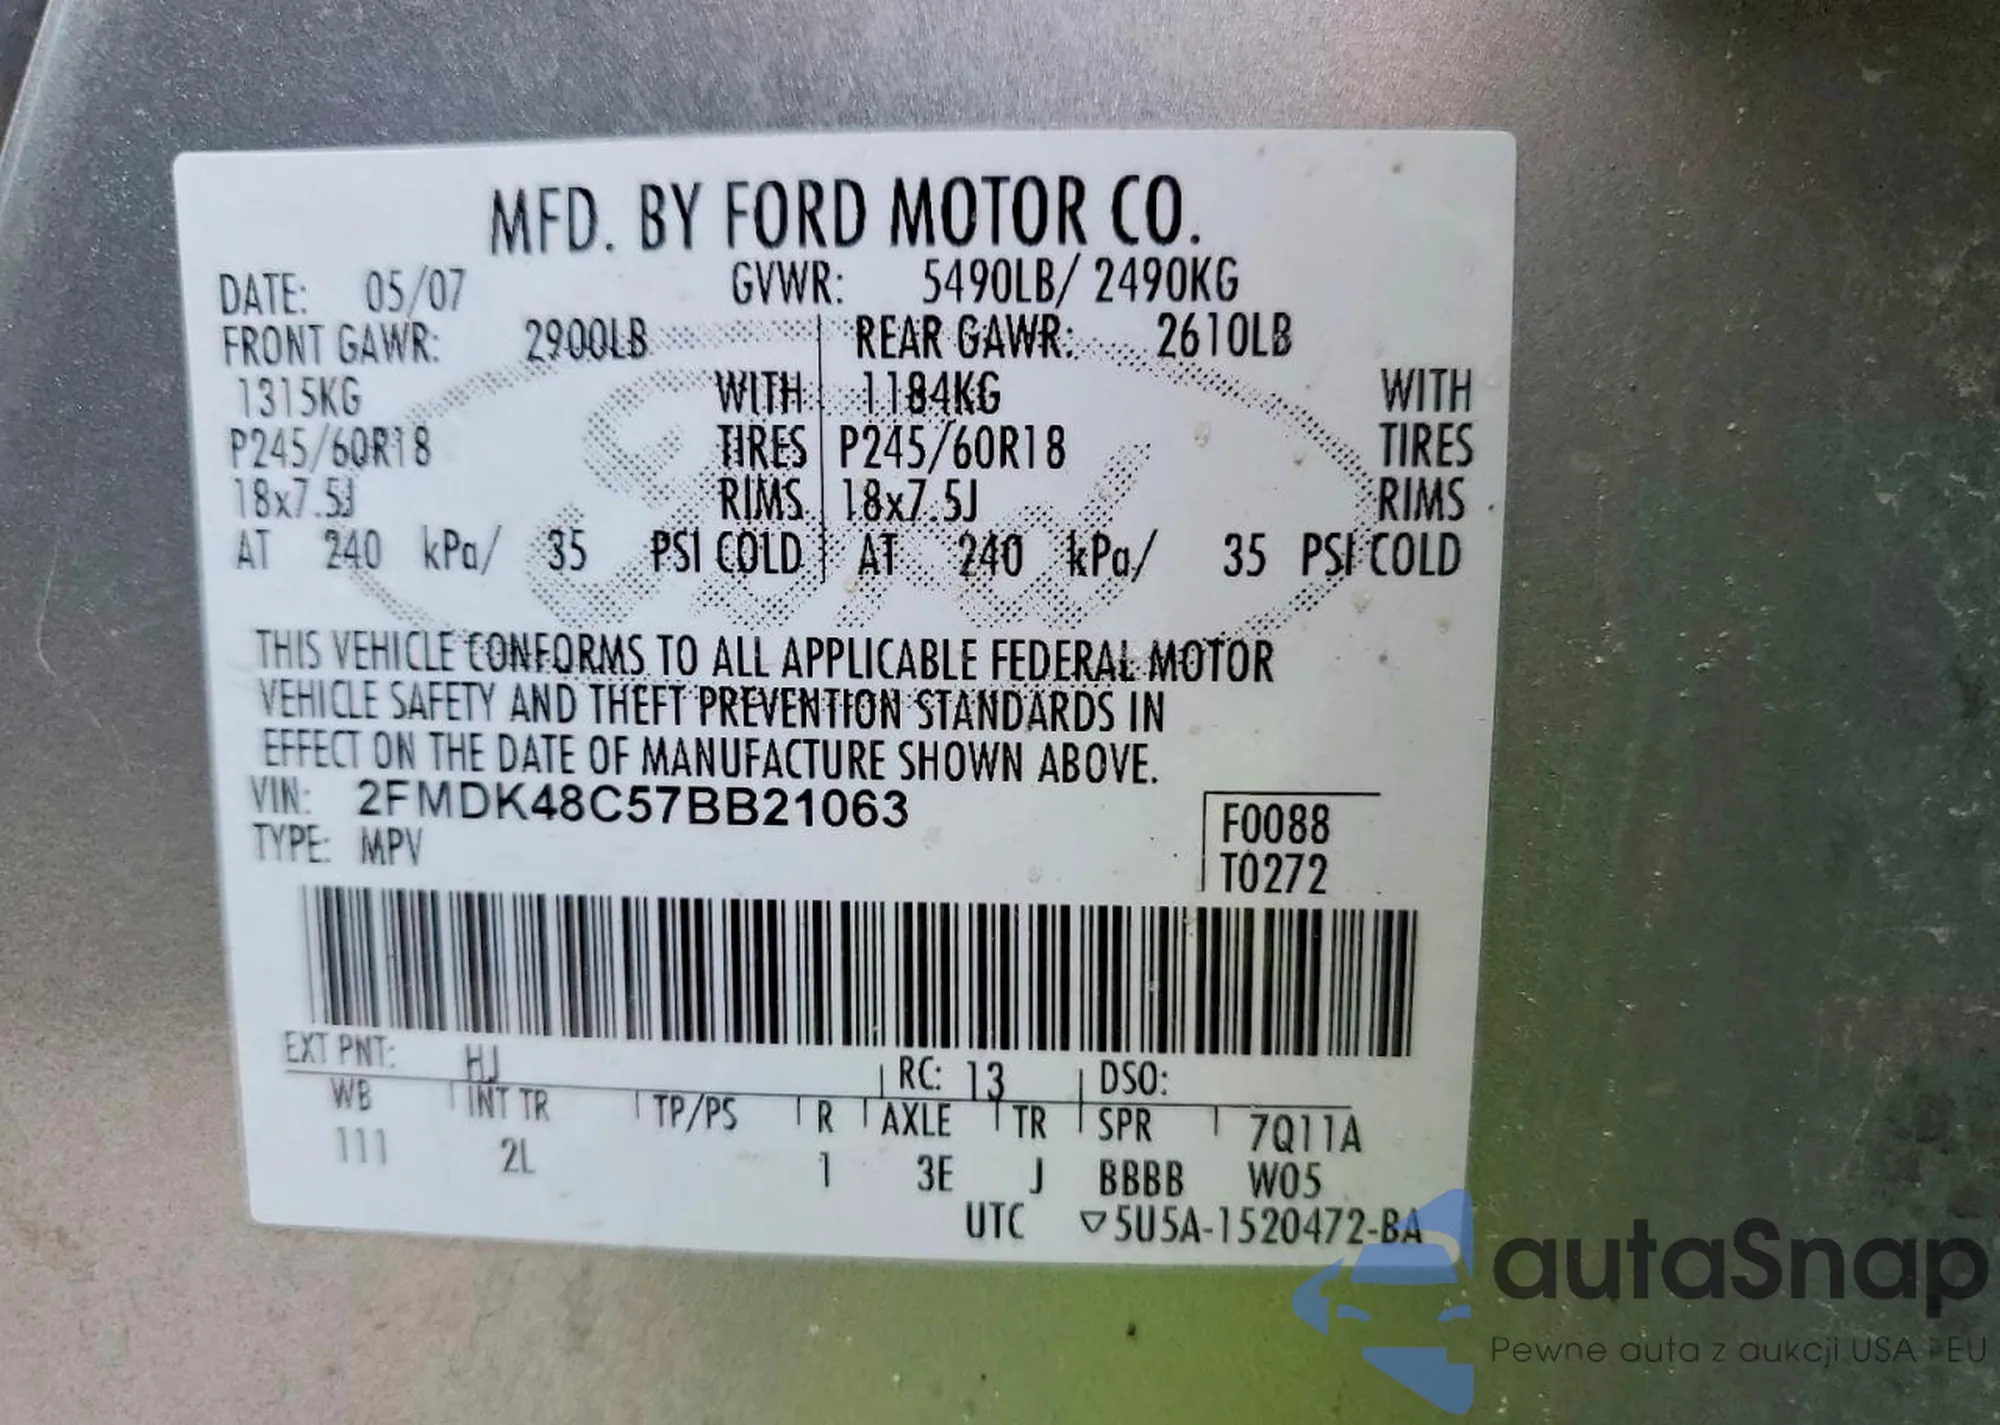 MFD. BY FORD MOTOR CO.
DATE: 05/07 GVWR: 5490LB/ 2490KG
FRONT GAWR: 2900LB REAR GAWR: 2610LB
1315KG WITH 1184KG WITH
P245/60R18 TIRES P245/60R18 TIRES
18x7.5J RIMS 18x7.5J RIMS
AT 240 kPa/ 35 PSI COLD AT 240 kPa/ 35 PSI COLD
THIS VEHICLE CONFORMS TO ALL APPLICABLE FEDERAL MOTOR
VEHICLE SAFETY AND THEFT PREVENTION STANDARDS IN
EFFECT ON THE DATE OF MANUFACTURE SHOWN ABOVE.
VIN: 2FMDK48C57BB21063 F0088
TYPE: MPV T0272
EXT PNT: HJ RC: 13 DSO:
WB INT TR TP/PS R AXLE TR SPR 7Q11A
111 2L 1 3E J BBBB W05
UTC ▽5U5A-1520472-BA
autaSnap
Pewne auta z aukcji USA i EU